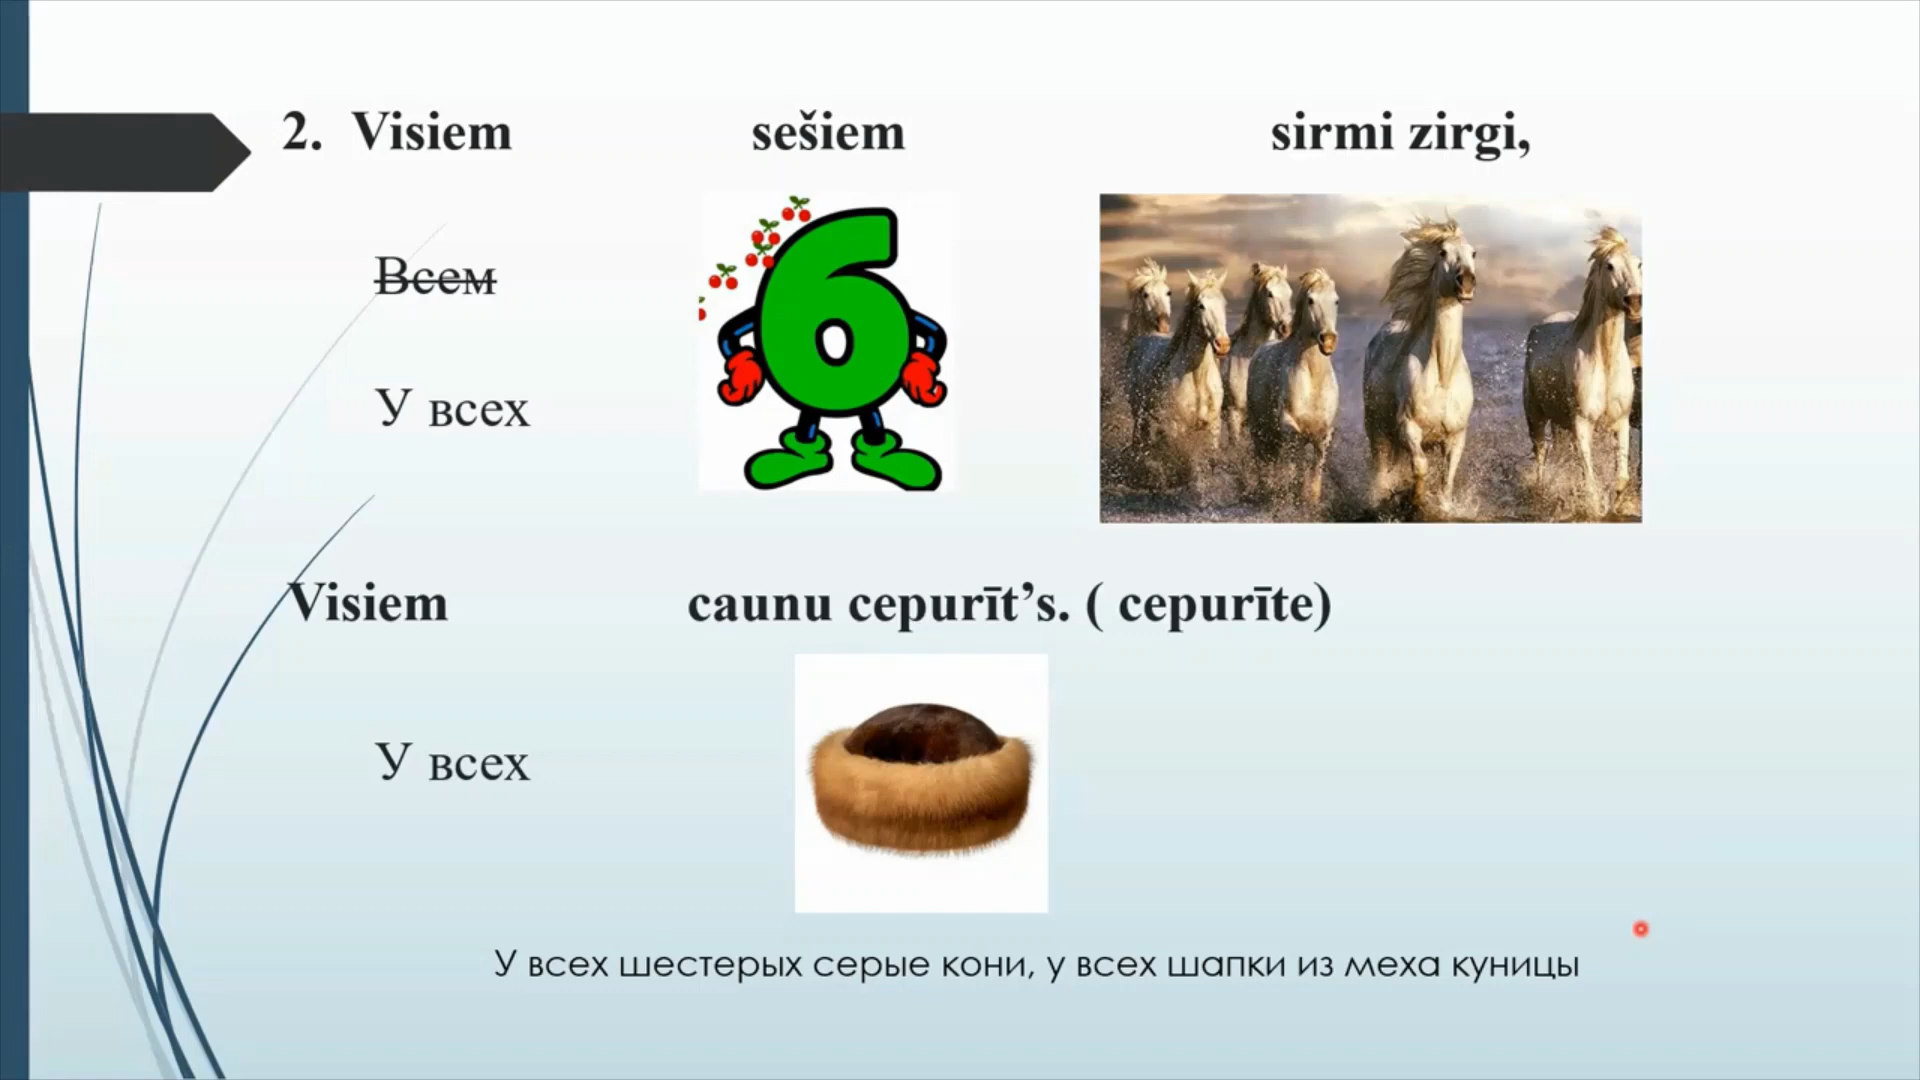 2. Visiem sešiem sirmi zirgi,
Всем
6
У всех
Visiem caunu cepurīt’s. ( cepurīte)
У всех
У всех шестерых серые кони, у всех шапки из меха куницы